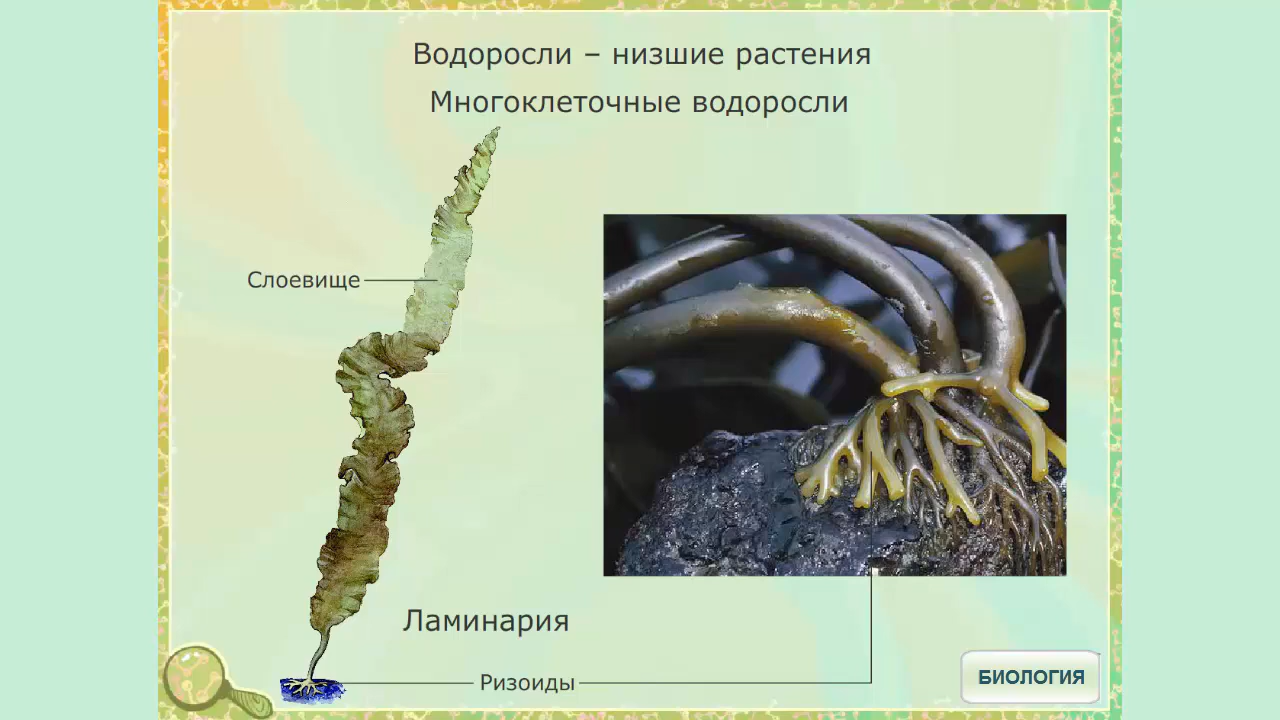 Водоросли – низшие растения
Многоклеточные водоросли
Слоевище
Ламинария
Ризоиды
БИОЛОГИЯ